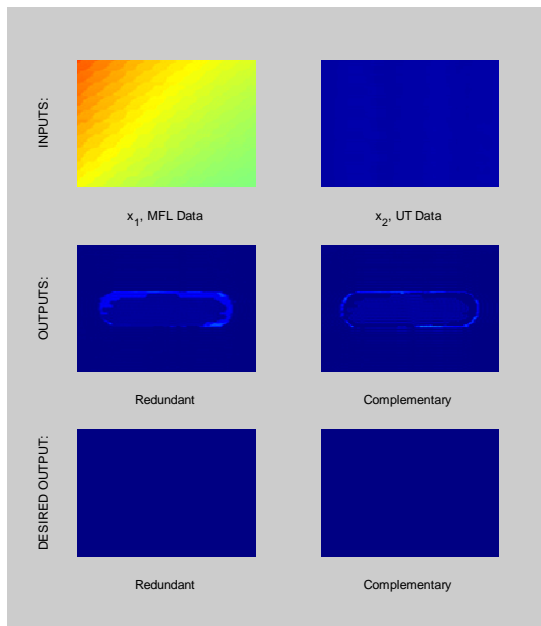 INPUTS:
x1, MFL Data
x2, UT Data
OUTPUTS:
Redundant
Complementary
DESIRED OUTPUT:
Redundant
Complementary